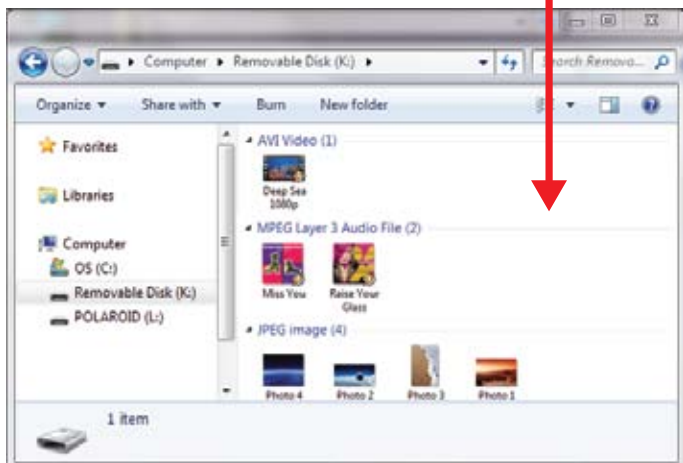 Computer ▸ Removable Disk (K:) ▸
Search Remova...
Organize ▾ Share with ▾ Burn New folder
Favorites
Libraries
Computer
OS (C:)
Removable Disk (K:)
POLAROID (L:)
AVI Video (1)
Deep Sea
1080p
MPEG Layer 3 Audio File (2)
Miss You
Raise Your
Glass
JPEG image (4)
Photo 4
Photo 2
Photo 3
Photo 1
1 item